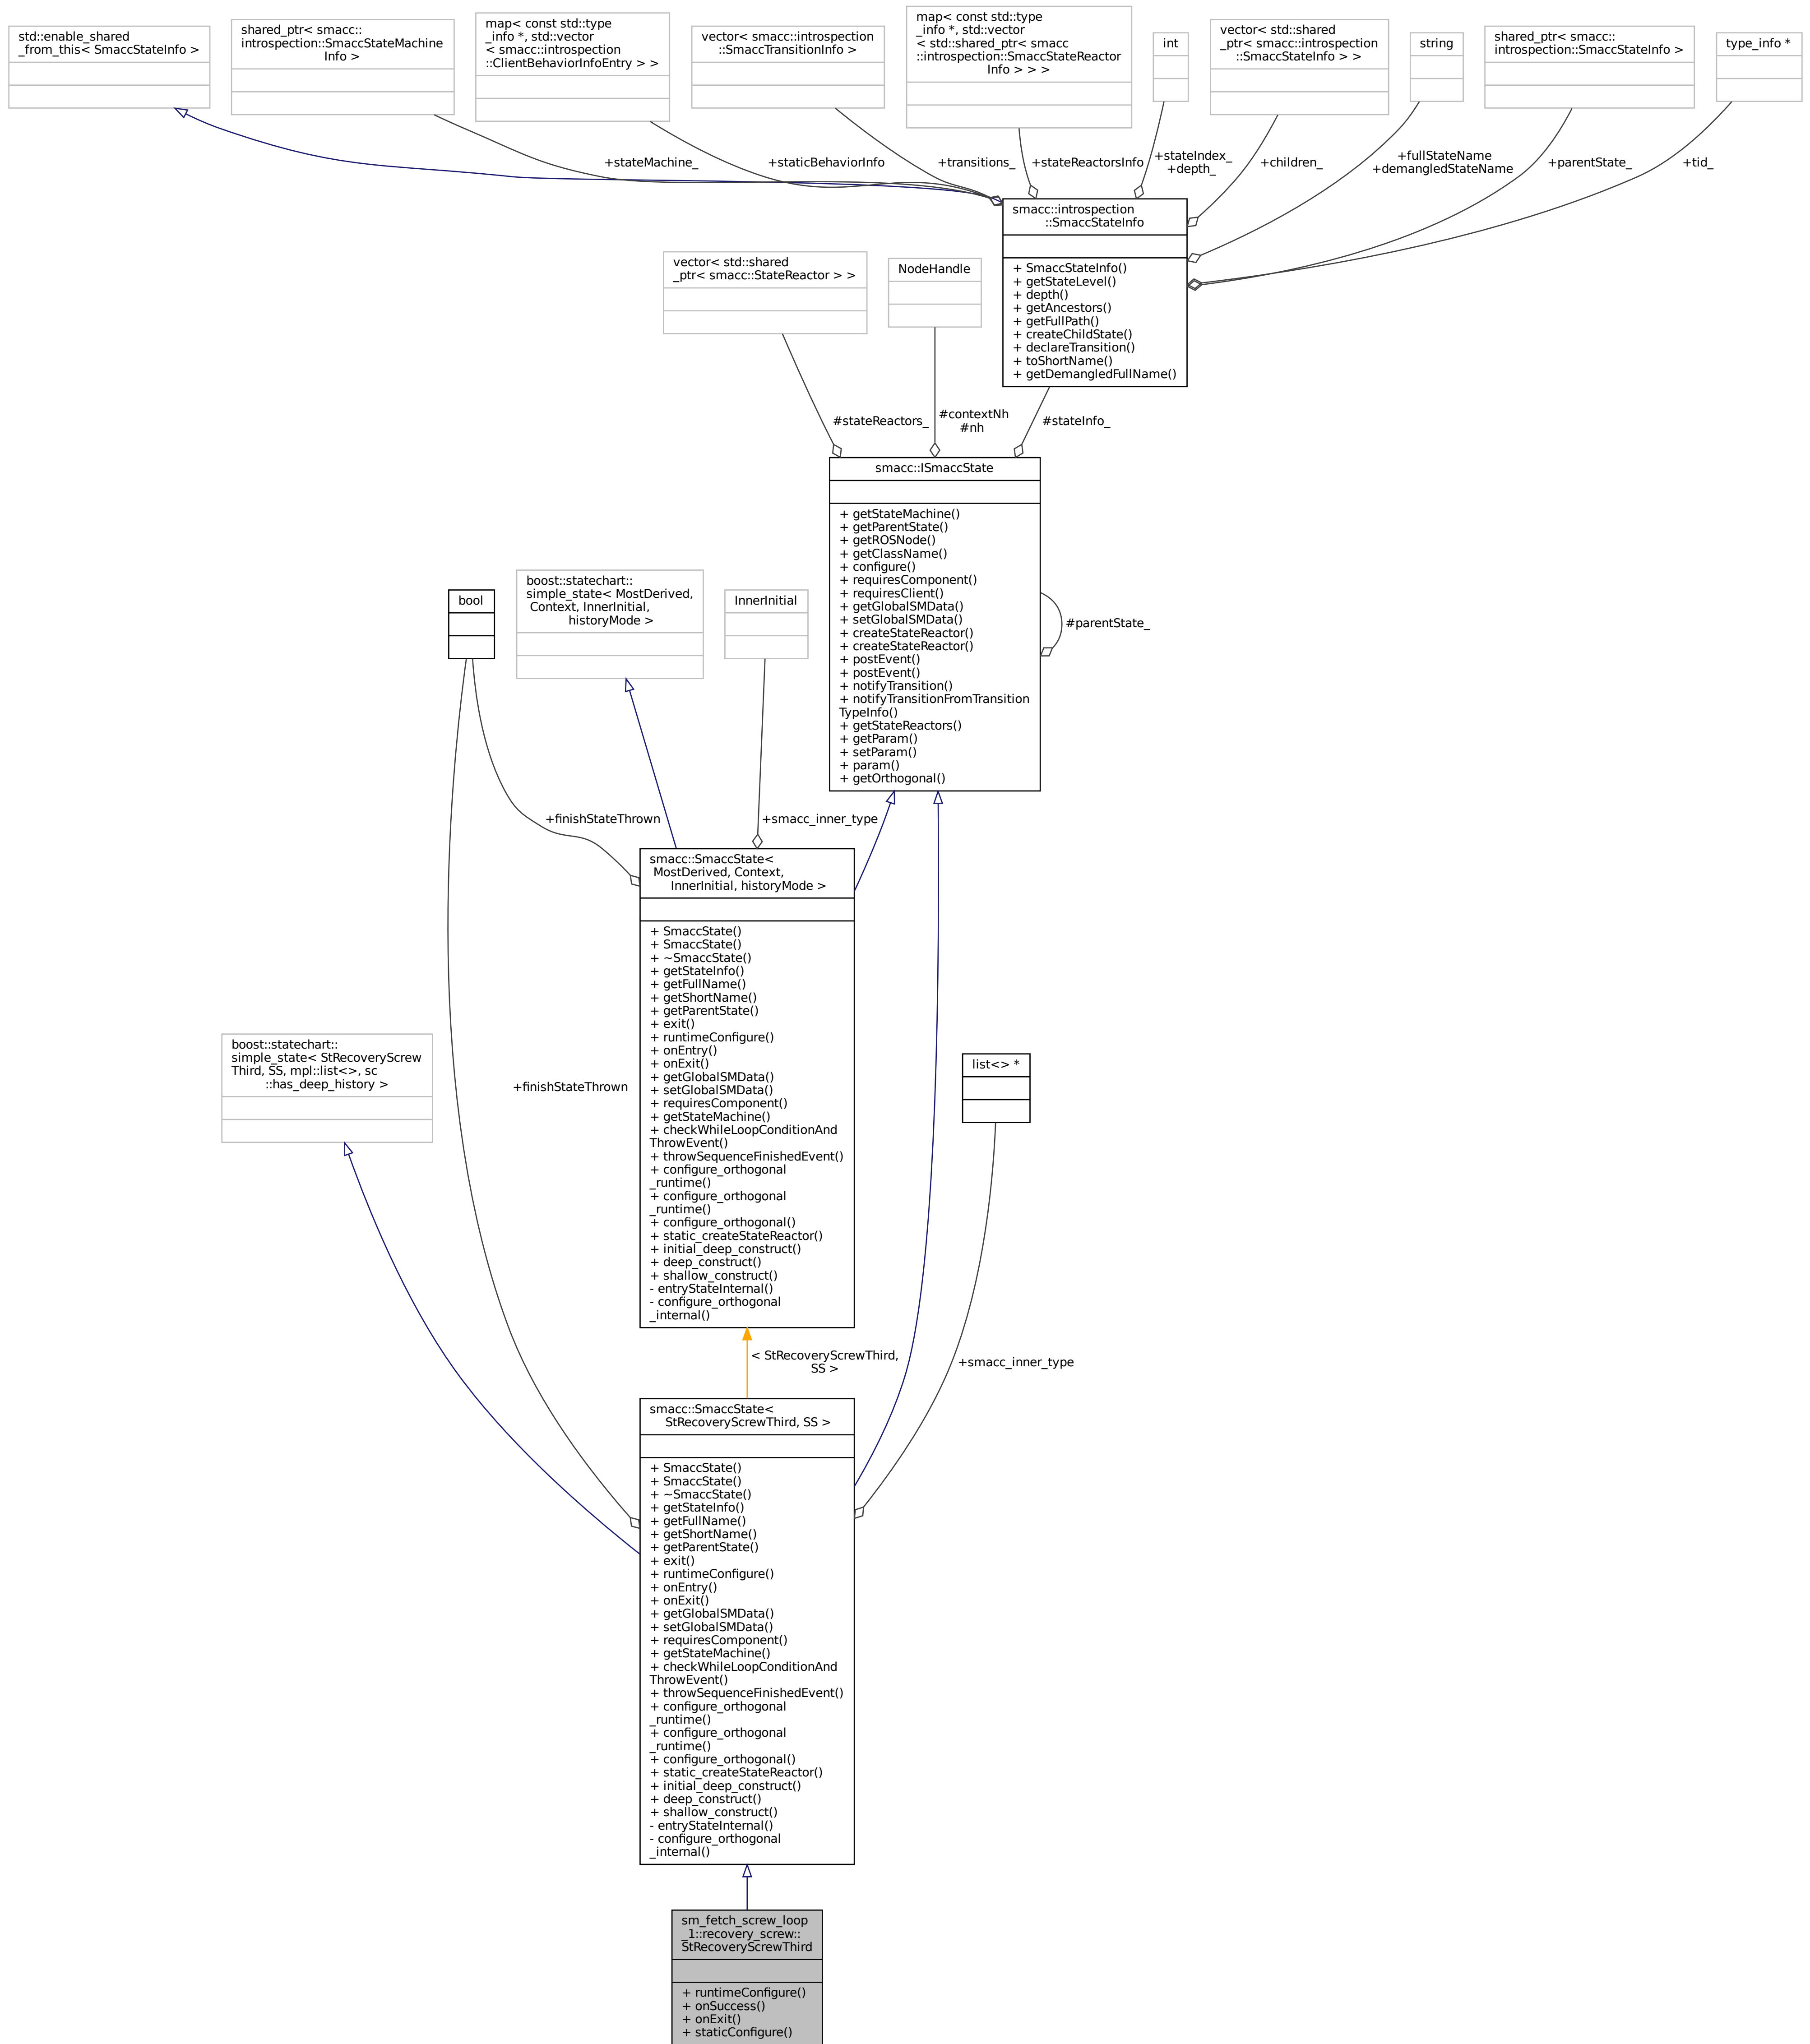 std::enable_shared
_from_this< SmaccStateInfo >
shared_ptr< smacc::
introspection::SmaccStateMachine
Info >
map< const std::type
_info *, std::vector
< smacc::introspection
::ClientBehaviorInfoEntry > >
vector< smacc::introspection
::SmaccTransitionInfo >
map< const std::type
_info *, std::vector
< std::shared_ptr< smacc
::introspection::SmaccStateReactor
Info > > >
int
vector< std::shared
_ptr< smacc::introspection
::SmaccStateInfo > >
string
shared_ptr< smacc::
introspection::SmaccStateInfo >
type_info *
+stateMachine_
+staticBehaviorInfo
+transitions_
+stateReactorsInfo
+stateIndex_
+depth_
+children_
+fullStateName
+demangledStateName
+parentState_
+tid_
smacc::introspection
::SmaccStateInfo
+ SmaccStateInfo()
+ getStateLevel()
+ depth()
+ getAncestors()
+ getFullPath()
+ createChildState()
+ declareTransition()
+ toShortName()
+ getDemangledFullName()
vector< std::shared
_ptr< smacc::StateReactor > >
NodeHandle
#stateReactors_
#contextNh
#nh
#stateInfo_
smacc::ISmaccState
+ getStateMachine()
+ getParentState()
+ getROSNode()
+ getClassName()
+ configure()
+ requiresComponent()
+ requiresClient()
+ getGlobalSMData()
+ setGlobalSMData()
+ createStateReactor()
+ createStateReactor()
+ postEvent()
+ postEvent()
+ notifyTransition()
+ notifyTransitionFromTransition
TypeInfo()
+ getStateReactors()
+ getParam()
+ setParam()
+ param()
+ getOrthogonal()
#parentState_
bool
boost::statechart::
simple_state< MostDerived,
Context, InnerInitial,
historyMode >
InnerInitial
+finishStateThrown
+smacc_inner_type
smacc::SmaccState<
MostDerived, Context,
InnerInitial, historyMode >
+ SmaccState()
+ SmaccState()
+ ~SmaccState()
+ getStateInfo()
+ getFullName()
+ getShortName()
+ getParentState()
+ exit()
+ runtimeConfigure()
+ onEntry()
+ onExit()
+ getGlobalSMData()
+ setGlobalSMData()
+ requiresComponent()
+ getStateMachine()
+ checkWhileLoopConditionAnd
ThrowEvent()
+ throwSequenceFinishedEvent()
+ configure_orthogonal
_runtime()
+ configure_orthogonal
_runtime()
+ configure_orthogonal()
+ static_createStateReactor()
+ initial_deep_construct()
+ deep_construct()
+ shallow_construct()
- entryStateInternal()
- configure_orthogonal
_internal()
boost::statechart::
simple_state< StRecoveryScrew
Third, SS, mpl::list<>, sc
::has_deep_history >
+finishStateThrown
list<> *
< StRecoveryScrewThird,
SS >
+smacc_inner_type
smacc::SmaccState<
StRecoveryScrewThird, SS >
+ SmaccState()
+ SmaccState()
+ ~SmaccState()
+ getStateInfo()
+ getFullName()
+ getShortName()
+ getParentState()
+ exit()
+ runtimeConfigure()
+ onEntry()
+ onExit()
+ getGlobalSMData()
+ setGlobalSMData()
+ requiresComponent()
+ getStateMachine()
+ checkWhileLoopConditionAnd
ThrowEvent()
+ throwSequenceFinishedEvent()
+ configure_orthogonal
_runtime()
+ configure_orthogonal
_runtime()
+ configure_orthogonal()
+ static_createStateReactor()
+ initial_deep_construct()
+ deep_construct()
+ shallow_construct()
- entryStateInternal()
- configure_orthogonal
_internal()
sm_fetch_screw_loop
_1::recovery_screw::
StRecoveryScrewThird
+ runtimeConfigure()
+ onSuccess()
+ onExit()
+ staticConfigure()